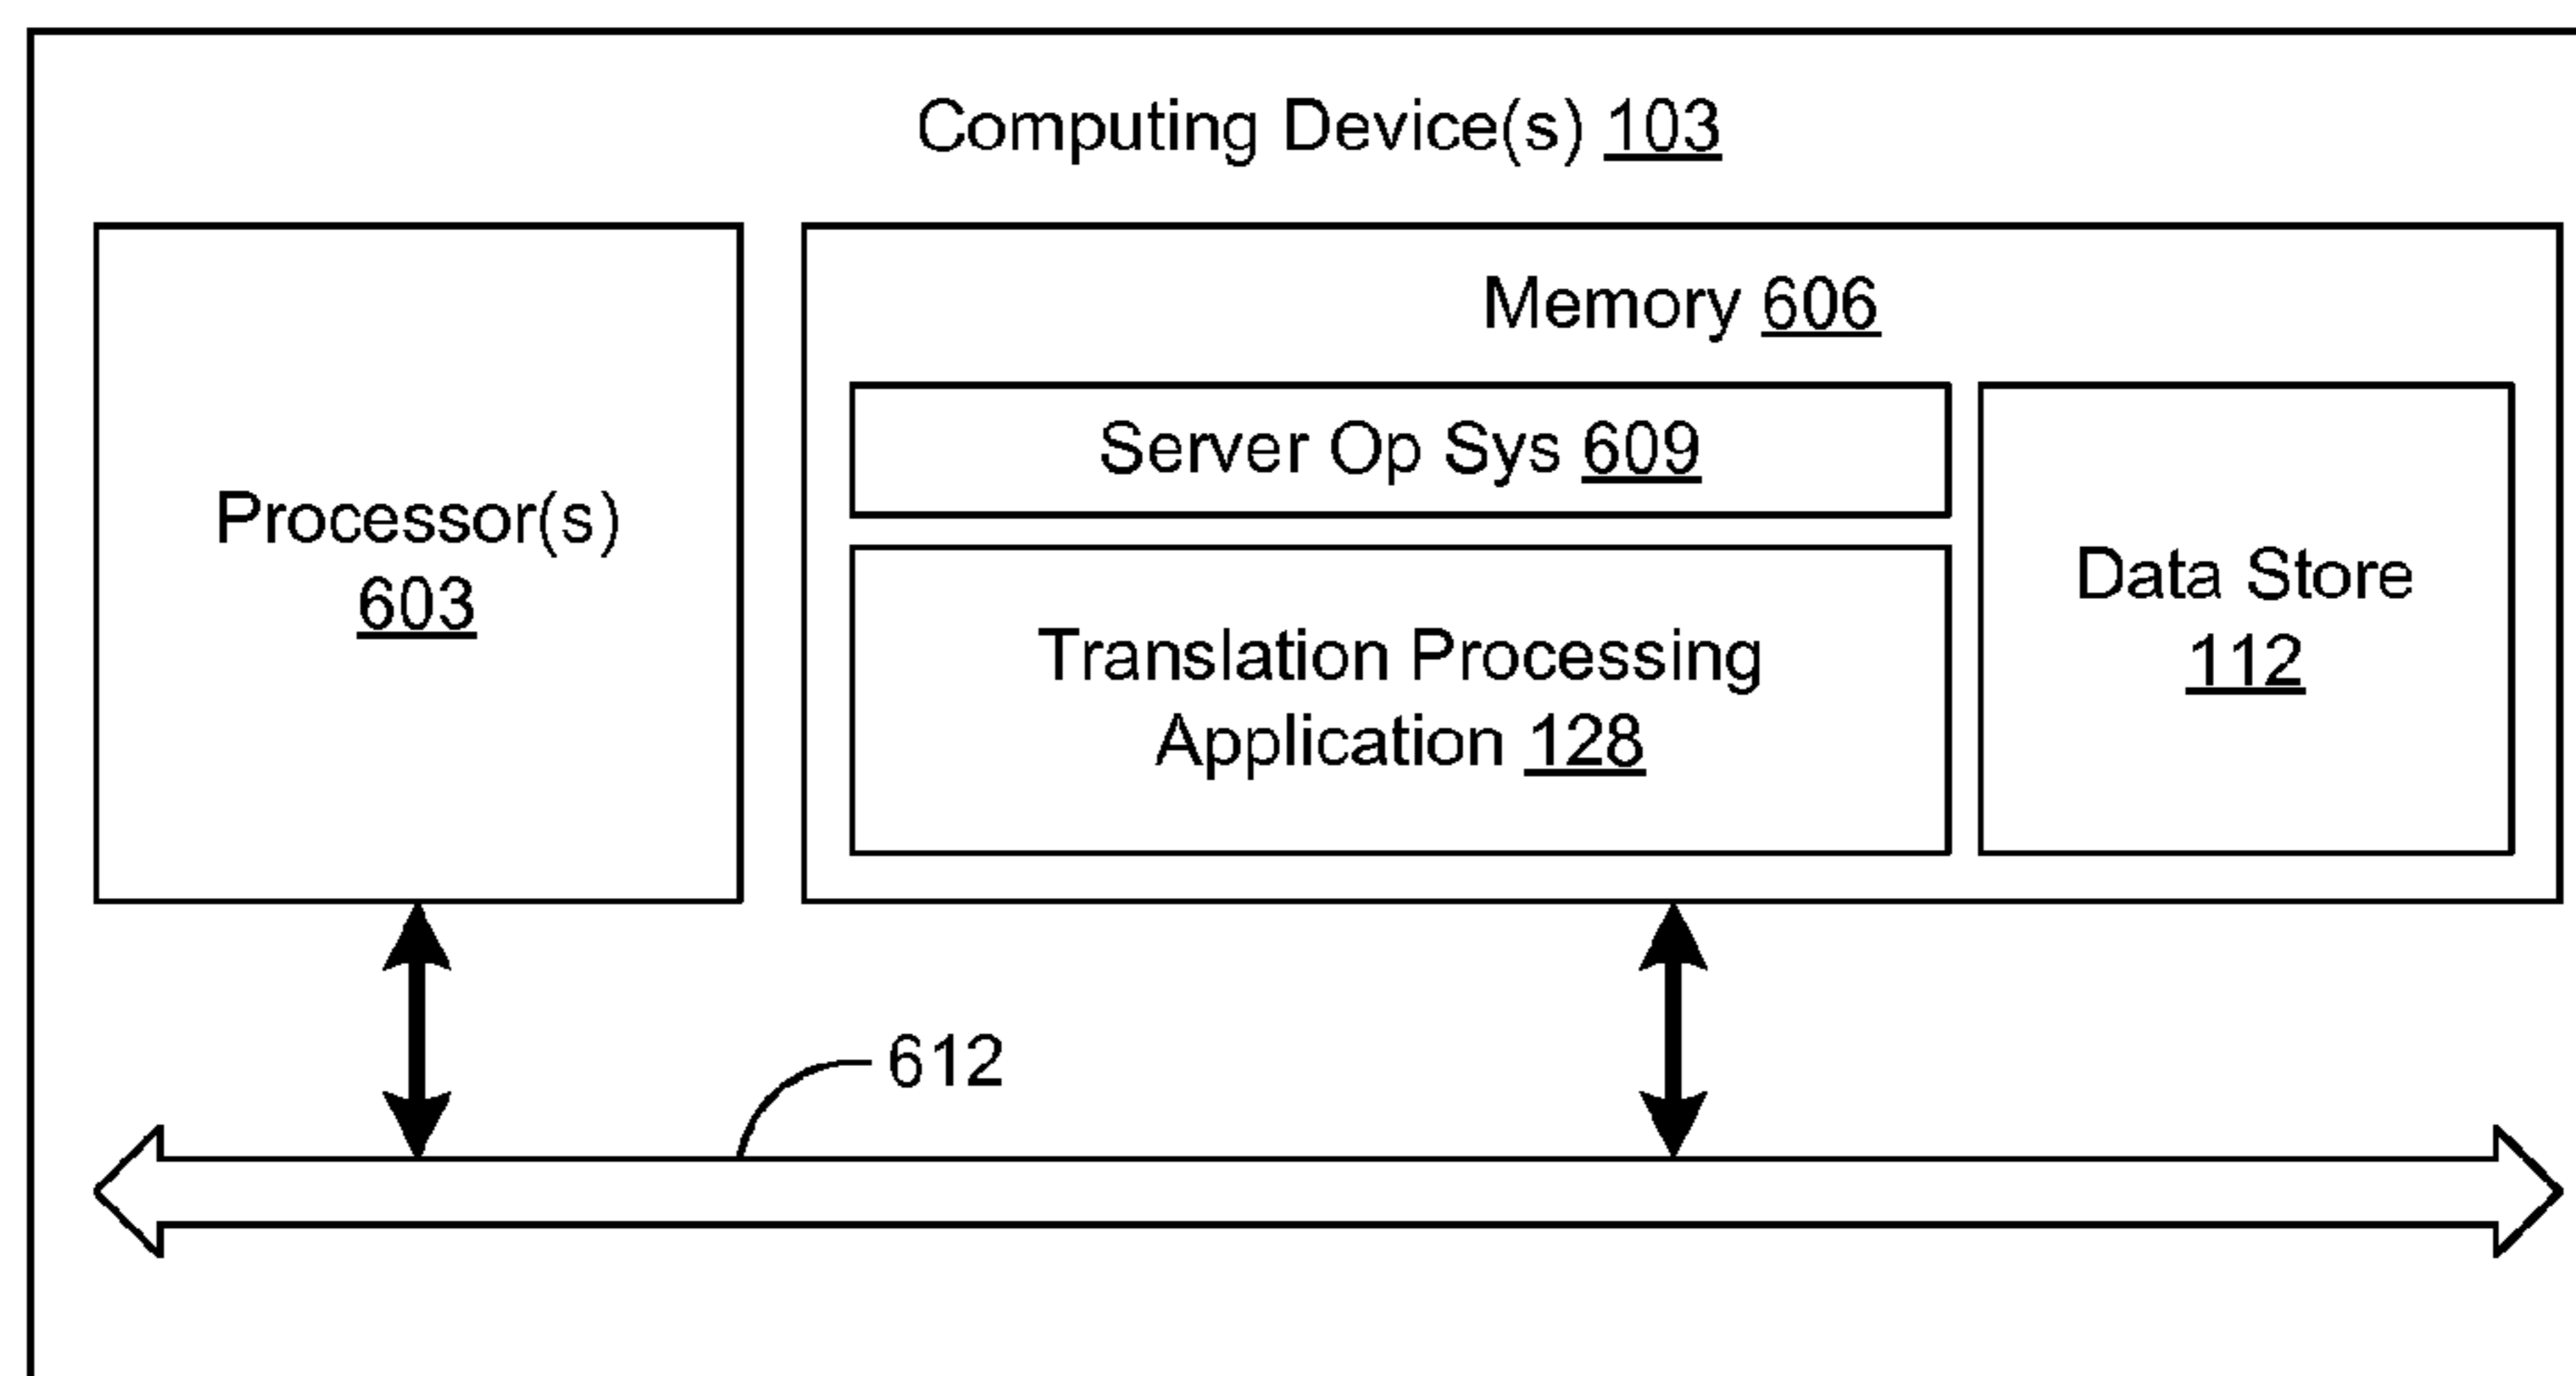 Computing Device(s) 103
Memory 606
Server Op Sys 609
Processor(s)
603
Translation Processing
Application 128
Data Store
112
612